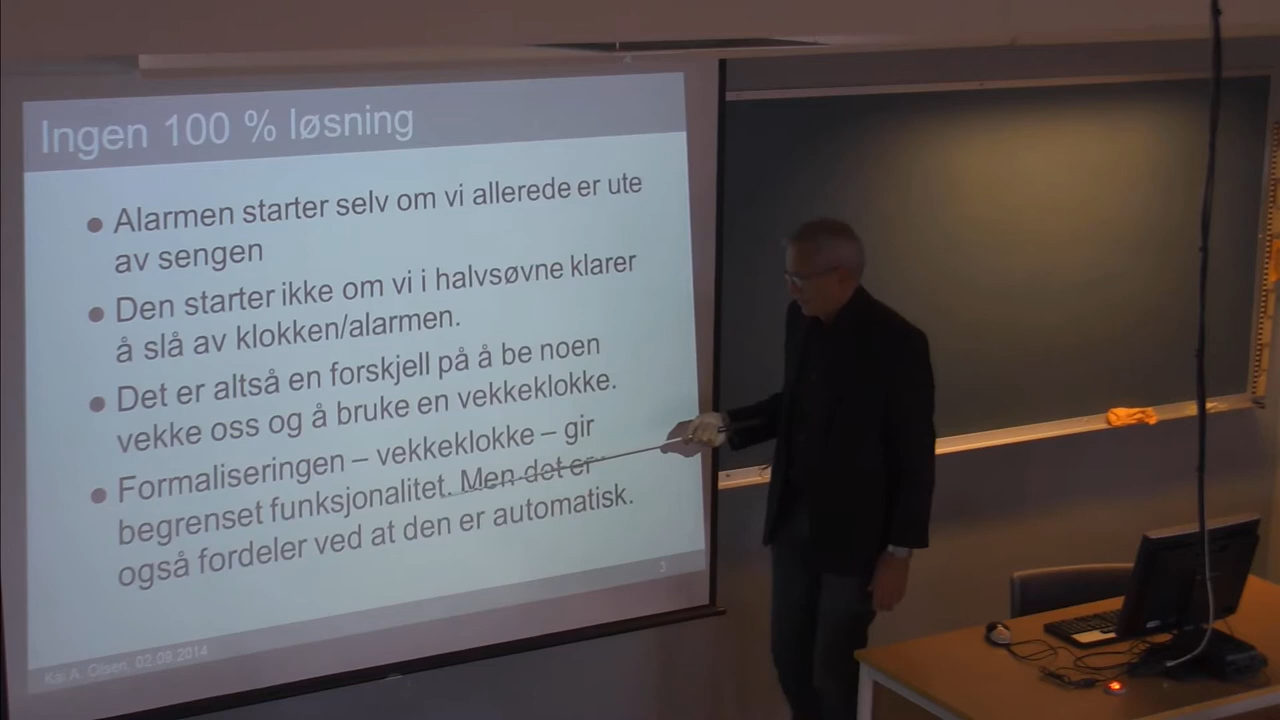 Ingen 100 % løsning
● Alarmen starter selv om vi allerede er ute
av sengen
● Den starter ikke om vi i halvsøvne klarer
å slå av klokken/alarmen.
● Det er altså en forskjell på å be noen
vekke oss og å bruke en vekkeklokke.
● Formaliseringen – vekkeklokke – gir
begrenset funksjonalitet. Men det er
også fordeler ved at den er automatisk.
3
Kai A. Olsen, 02.09.2014